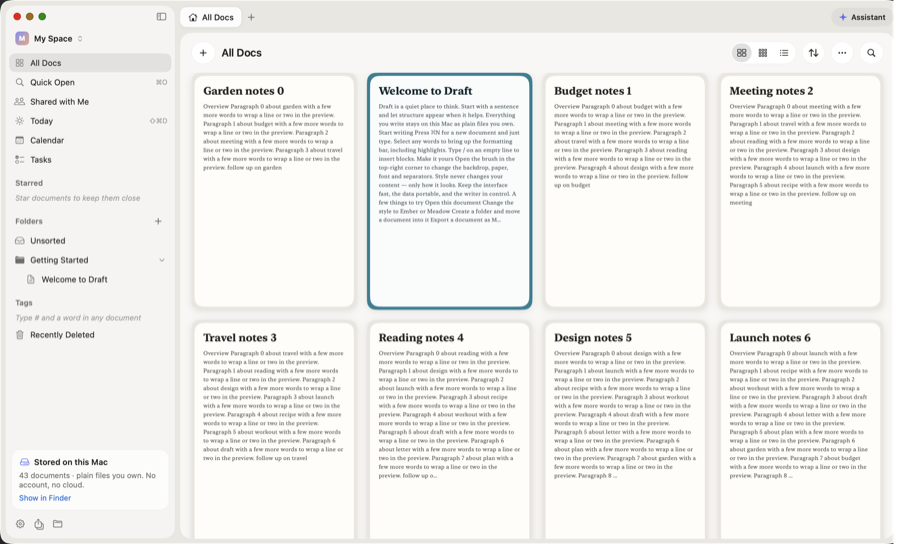 My Space
All Docs
Quick Open ⌘O
Shared with Me
Today ⇧⌘D
Calendar
Tasks
Starred
Star documents to keep them close
Folders
Unsorted
Getting Started
Welcome to Draft
Tags
Type # and a word in any document
Recently Deleted
Stored on this Mac
43 documents · plain files you own. No
account, no cloud.
Show in Finder
M
All Docs
Assistant
All Docs
Garden notes 0
Overview Paragraph 0 about garden with a few
more words to wrap a line or two in the preview.
Paragraph 1 about budget with a few more words
to wrap a line or two in the preview. Paragraph 2
about meeting with a few more words to wrap a
line or two in the preview. Paragraph 3 about travel
with a few more words to wrap a line or two in the
preview. follow up on garden
Welcome to Draft
Draft is a quiet place to think. Start with a sentence
and let structure appear when it helps. Everything
you write stays on this Mac as plain files you own.
Start writing Press ⌘N for a new document and just
type. Select any words to bring up the formatting
bar, including highlights. Type / on an empty line to
insert blocks. Make it yours Open the brush in the
top-right corner to change the backdrop, paper,
font and separators. Style never changes your
content — only how it looks. Keep the interface
fast, the data portable, and the writer in control. A
few things to try Open this document Change the
style to Ember or Meadow Create a folder and move
a document into it Export a document as M...
Budget notes 1
Overview Paragraph 0 about budget with a few
more words to wrap a line or two in the preview.
Paragraph 1 about meeting with a few more words
to wrap a line or two in the preview. Paragraph 2
about travel with a few more words to wrap a line
or two in the preview. Paragraph 3 about reading
with a few more words to wrap a line or two in the
preview. Paragraph 4 about design with a few more
words to wrap a line or two in the preview. follow
up on budget
Meeting notes 2
Overview Paragraph 0 about meeting with a few
more words to wrap a line or two in the preview.
Paragraph 1 about travel with a few more words to
wrap a line or two in the preview. Paragraph 2
about reading with a few more words to wrap a line
or two in the preview. Paragraph 3 about design
with a few more words to wrap a line or two in the
preview. Paragraph 4 about launch with a few more
words to wrap a line or two in the preview.
Paragraph 5 about recipe with a few more words to
wrap a line or two in the preview. follow up on
meeting
Travel notes 3
Overview Paragraph 0 about travel with a few more
words to wrap a line or two in the preview.
Paragraph 1 about reading with a few more words
to wrap a line or two in the preview. Paragraph 2
about design with a few more words to wrap a line
or two in the preview. Paragraph 3 about launch
with a few more words to wrap a line or two in the
preview. Paragraph 4 about recipe with a few more
words to wrap a line or two in the preview.
Paragraph 5 about workout with a few more words
to wrap a line or two in the preview. Paragraph 6
about draft with a few more words to wrap a line
or two in the preview. follow up on travel
Reading notes 4
Overview Paragraph 0 about reading with a few
more words to wrap a line or two in the preview.
Paragraph 1 about design with a few more words to
wrap a line or two in the preview. Paragraph 2
about launch with a few more words to wrap a line
or two in the preview. Paragraph 3 about recipe
with a few more words to wrap a line or two in the
preview. Paragraph 4 about workout with a few
more words to wrap a line or two in the preview.
Paragraph 5 about draft with a few more words to
wrap a line or two in the preview. Paragraph 6
about letter with a few more words to wrap a line
or two in the preview. Paragraph 7 about plan with a
few more words to wrap a line or two in the
preview. follow up o...
Design notes 5
Overview Paragraph 0 about design with a few
more words to wrap a line or two in the preview.
Paragraph 1 about launch with a few more words to
wrap a line or two in the preview. Paragraph 2
about recipe with a few more words to wrap a line
or two in the preview. Paragraph 3 about workout
with a few more words to wrap a line or two in the
preview. Paragraph 4 about draft with a few more
words to wrap a line or two in the preview.
Paragraph 5 about letter with a few more words to
wrap a line or two in the preview. Paragraph 6
about plan with a few more words to wrap a line or
two in the preview. Paragraph 7 about garden with a
few more words to wrap a line or two in the
preview. Paragraph 8 ...
Launch notes 6
Overview Paragraph 0 about launch with a few
more words to wrap a line or two in the preview.
Paragraph 1 about recipe with a few more words to
wrap a line or two in the preview. Paragraph 2
about workout with a few more words to wrap a
line or two in the preview. Paragraph 3 about draft
with a few more words to wrap a line or two in the
preview. Paragraph 4 about letter with a few more
words to wrap a line or two in the preview.
Paragraph 5 about plan with a few more words to
wrap a line or two in the preview. Paragraph 6
about garden with a few more words to wrap a line
or two in the preview. Paragraph 7 about budget
with a few more words to wrap a line or two in the
preview. Paragraph 8 ...